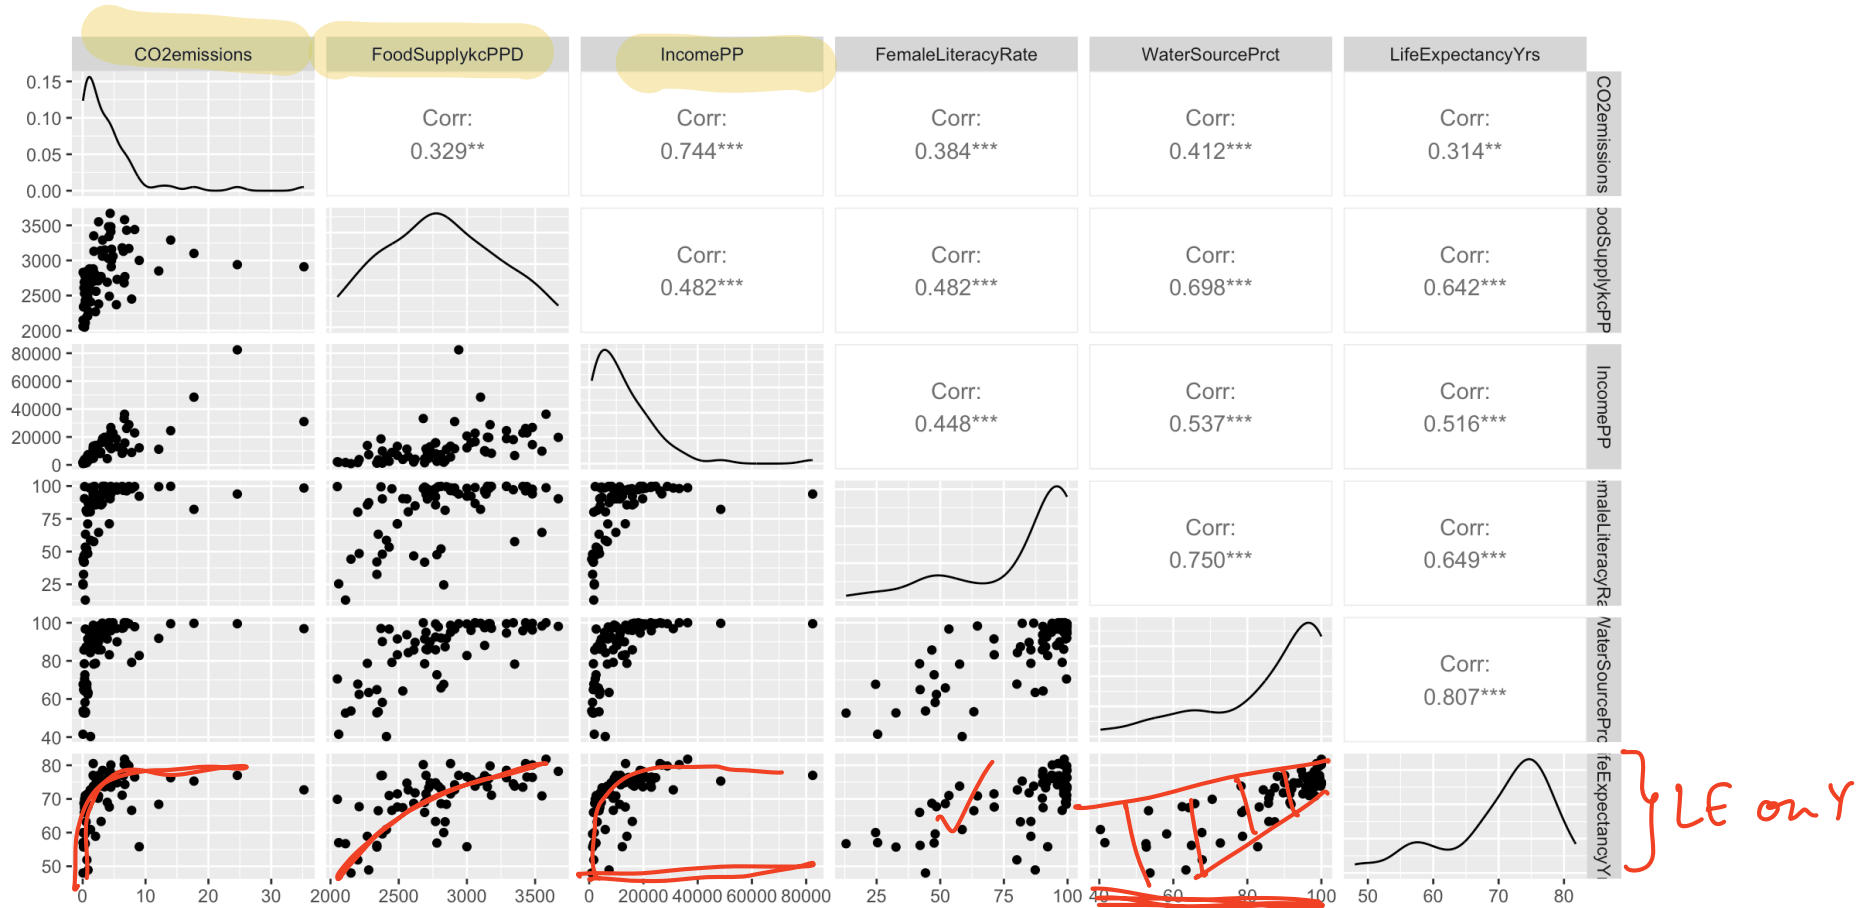 CO2emissions FoodSupplykcPPD IncomePP FemaleLiteracyRate WaterSourcePrct LifeExpectancyYrs
0.15
0.10
0.05
0.00
Corr:
0.329**
Corr:
0.744***
Corr:
0.384***
Corr:
0.412***
Corr:
0.314**
CO2emissions
3500
3000
2500
2000
Corr:
0.482***
Corr:
0.482***
Corr:
0.698***
Corr:
0.642***
oodSupplykcPP
80000
60000
40000
20000
0
Corr:
0.448***
Corr:
0.537***
Corr:
0.516***
IncomePP
100
75
50
25
Corr:
0.750***
Corr:
0.649***
emaleLiteracyRa
100
80
60
40
Corr:
0.807***
WaterSourcePrc
80
70
60
50
ifeExpectancyY
LE on Y
0 10 20 30
2000 2500 3000 3500
0 20000 40000 60000 80000
25 50 75 100
40 60 80 100
50 60 70 80